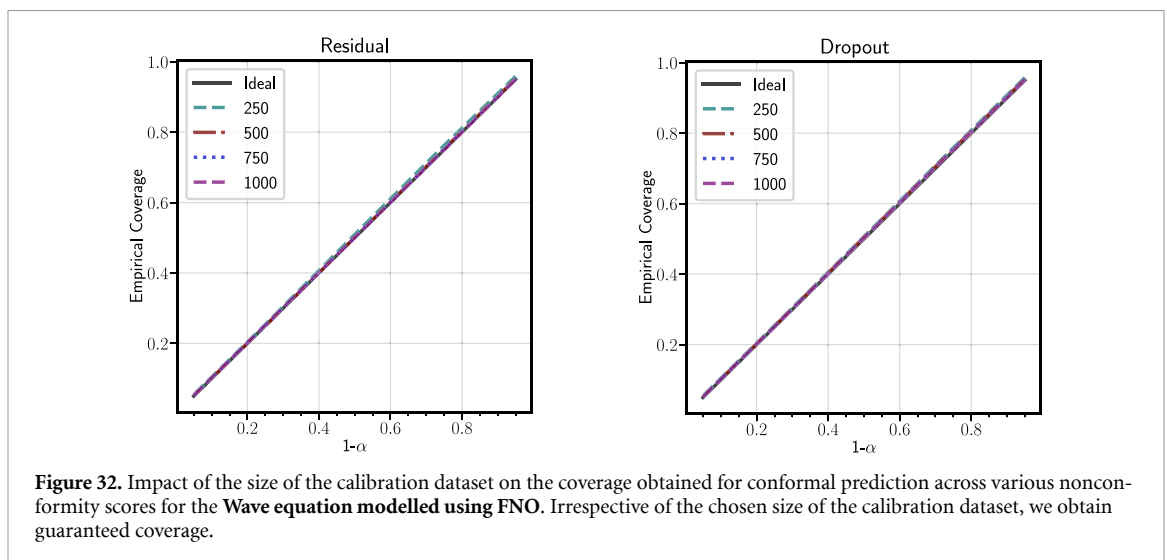 Residual
1.0
0.8
0.6
0.4
0.2
Empirical Coverage
Ideal
250
500
750
1000
0.2 0.4 0.6 0.8
1-α
Dropout
1.0
0.8
0.6
0.4
0.2
Empirical Coverage
Ideal
250
500
750
1000
0.2 0.4 0.6 0.8
1-α
Figure 32. Impact of the size of the calibration dataset on the coverage obtained for conformal prediction across various noncon-
formity scores for the Wave equation modelled using FNO. Irrespective of the chosen size of the calibration dataset, we obtain
guaranteed coverage.